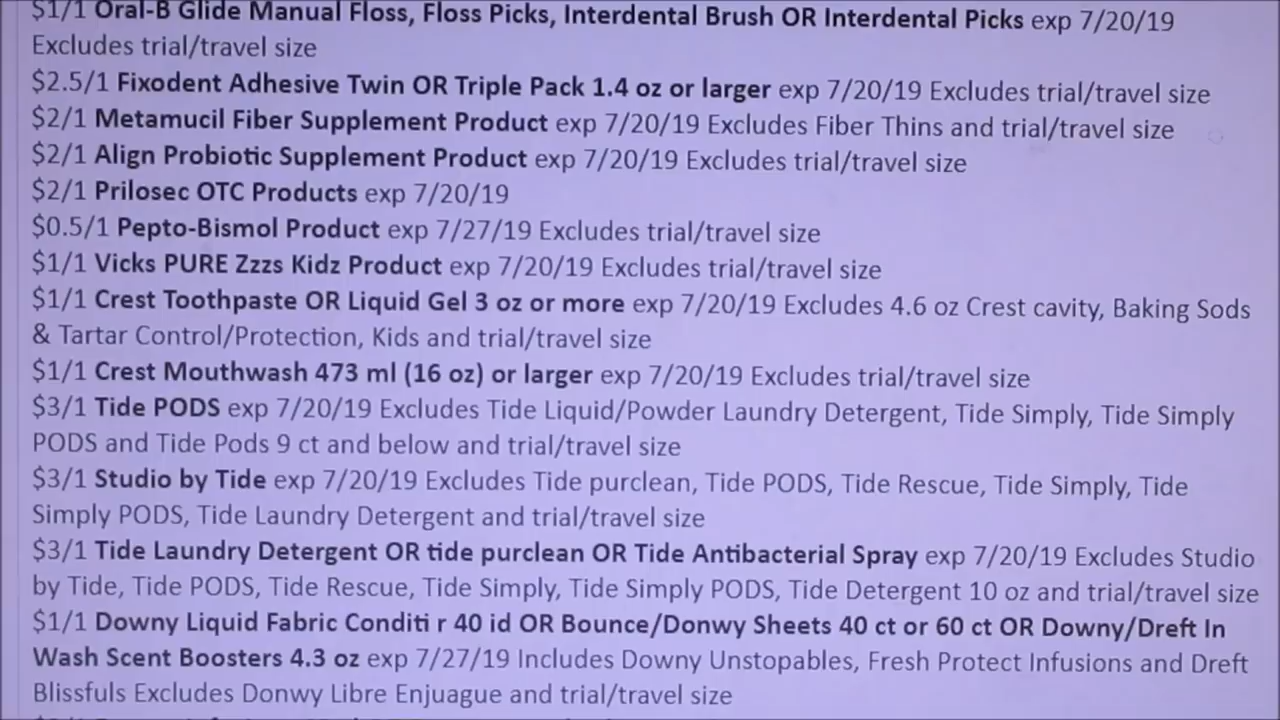 $1/1 Oral-B Glide Manual Floss, Floss Picks, Interdental Brush OR Interdental Picks exp 7/20/19
Excludes trial/travel size
$2.5/1 Fixodent Adhesive Twin OR Triple Pack 1.4 oz or larger exp 7/20/19 Excludes trial/travel size
$2/1 Metamucil Fiber Supplement Product exp 7/20/19 Excludes Fiber Thins and trial/travel size
$2/1 Align Probiotic Supplement Product exp 7/20/19 Excludes trial/travel size
$2/1 Prilosec OTC Products exp 7/20/19
$0.5/1 Pepto-Bismol Product exp 7/27/19 Excludes trial/travel size
$1/1 Vicks PURE Zzzs Kidz Product exp 7/20/19 Excludes trial/travel size
$1/1 Crest Toothpaste OR Liquid Gel 3 oz or more exp 7/20/19 Excludes 4.6 oz Crest cavity, Baking Sods
& Tartar Control/Protection, Kids and trial/travel size
$1/1 Crest Mouthwash 473 ml (16 oz) or larger exp 7/20/19 Excludes trial/travel size
$3/1 Tide PODS exp 7/20/19 Excludes Tide Liquid/Powder Laundry Detergent, Tide Simply, Tide Simply
PODS and Tide Pods 9 ct and below and trial/travel size
$3/1 Studio by Tide exp 7/20/19 Excludes Tide purclean, Tide PODS, Tide Rescue, Tide Simply, Tide
Simply PODS, Tide Laundry Detergent and trial/travel size
$3/1 Tide Laundry Detergent OR tide purclean OR Tide Antibacterial Spray exp 7/20/19 Excludes Studio
by Tide, Tide PODS, Tide Rescue, Tide Simply, Tide Simply PODS, Tide Detergent 10 oz and trial/travel size
$1/1 Downy Liquid Fabric Conditi r 40 id OR Bounce/Donwy Sheets 40 ct or 60 ct OR Downy/Dreft In
Wash Scent Boosters 4.3 oz exp 7/27/19 Includes Downy Unstopables, Fresh Protect Infusions and Dreft
Blissfuls Excludes Donwy Libre Enjuague and trial/travel size